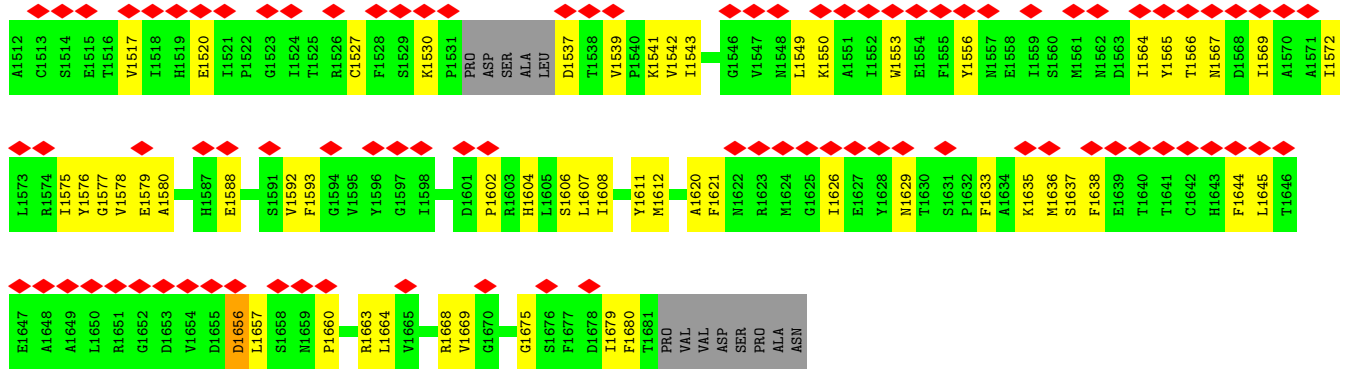 A1512 C1513 S1514 E1515 T1516 V1517 I1518 H1519 E1520 I1521 P1522 G1523 I1524 T1525 R1526 C1527 F1528 S1529 K1530 P1531 PRO ASP SER ALA LEU D1537 T1538 V1539 P1540 K1541 V1542 I1543 G1546 V1547 N1548 L1549 K1550 A1551 I1552 W1553 E1554 F1555 Y1556 N1557 E1558 I1559 S1560 M1561 N1562 D1563 I1564 Y1565 T1566 N1567 D1568 I1569 A1570 A1571 I1572
L1573 R1574 I1575 Y1576 G1577 V1578 E1579 A1580 H1587 E1588 S1591 V1592 F1593 G1594 V1595 Y1596 G1597 I1598 D1601 P1602 R1603 H1604 L1605 S1606 L1607 I1608 Y1611 M1612 A1620 F1621 N1622 R1623 M1624 G1625 I1626 E1627 Y1628 N1629 T1630 S1631 P1632 F1633 A1634 K1635 M1636 S1637 F1638 E1639 T1640 T1641 C1642 H1643 F1644 L1645 T1646
E1647 A1648 A1649 L1650 R1651 G1652 D1653 V1654 D1655 D1656 L1657 S1658 N1659 P1660 R1663 L1664 V1665 R1668 V1669 G1670 G1675 S1676 F1677 D1678 I1679 F1680 T1681 PRO VAL VAL ASP SER PRO ALA ASN